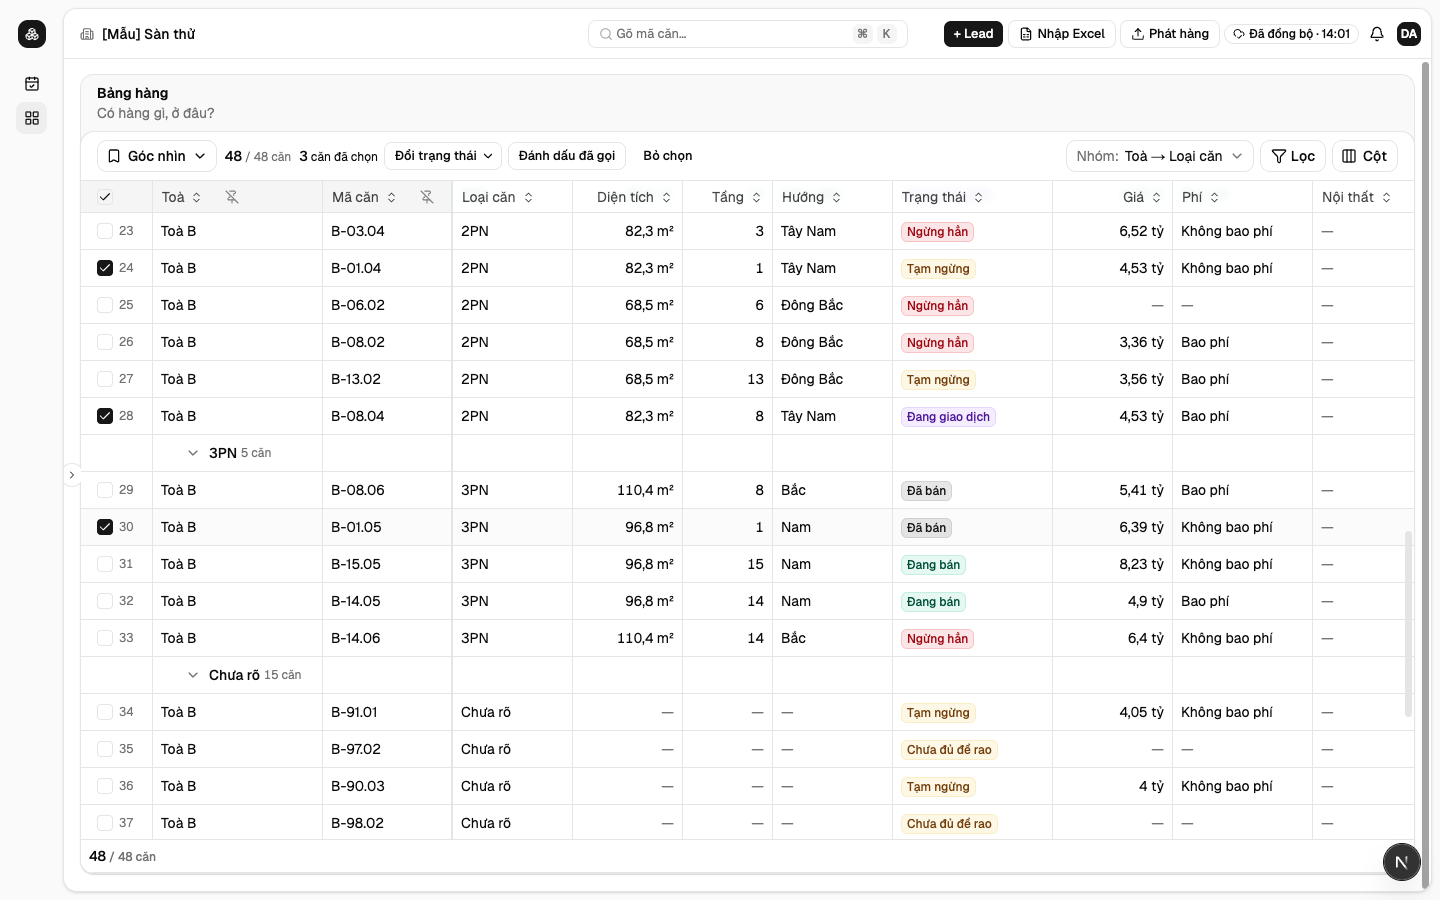 [Mẫu] Sàn thử
Gõ mã căn...
⌘ K
+ Lead
Nhập Excel
Phát hàng
Đã đồng bộ · 14:01
DA
Bảng hàng
Có hàng gì, ở đâu?
Góc nhìn 48 / 48 căn 3 căn đã chọn Đổi trạng thái Đánh dấu đã gọi Bỏ chọn Nhóm: Toà → Loại căn Lọc Cột
Toà Mã căn Loại căn Diện tích Tầng Hướng Trạng thái Giá Phí Nội thất
23 Toà B B-03.04 2PN 82,3 m² 3 Tây Nam Ngừng hẳn 6,52 tỷ Không bao phí —
24 Toà B B-01.04 2PN 82,3 m² 1 Tây Nam Tạm ngừng 4,53 tỷ Không bao phí —
25 Toà B B-06.02 2PN 68,5 m² 6 Đông Bắc Ngừng hẳn — — —
26 Toà B B-08.02 2PN 68,5 m² 8 Đông Bắc Ngừng hẳn 3,36 tỷ Bao phí —
27 Toà B B-13.02 2PN 68,5 m² 13 Đông Bắc Tạm ngừng 3,56 tỷ Bao phí —
28 Toà B B-08.04 2PN 82,3 m² 8 Tây Nam Đang giao dịch 4,53 tỷ Bao phí —
3PN 5 căn
29 Toà B B-08.06 3PN 110,4 m² 8 Bắc Đã bán 5,41 tỷ Bao phí —
30 Toà B B-01.05 3PN 96,8 m² 1 Nam Đã bán 6,39 tỷ Không bao phí —
31 Toà B B-15.05 3PN 96,8 m² 15 Nam Đang bán 8,23 tỷ Không bao phí —
32 Toà B B-14.05 3PN 96,8 m² 14 Nam Đang bán 4,9 tỷ Bao phí —
33 Toà B B-14.06 3PN 110,4 m² 14 Bắc Ngừng hẳn 6,4 tỷ Không bao phí —
Chưa rõ 15 căn
34 Toà B B-91.01 Chưa rõ — — — Tạm ngừng 4,05 tỷ Không bao phí —
35 Toà B B-97.02 Chưa rõ — — — Chưa đủ để rao — — —
36 Toà B B-90.03 Chưa rõ — — — Tạm ngừng 4 tỷ Không bao phí —
37 Toà B B-98.02 Chưa rõ — — — Chưa đủ để rao — — —
48 / 48 căn
N